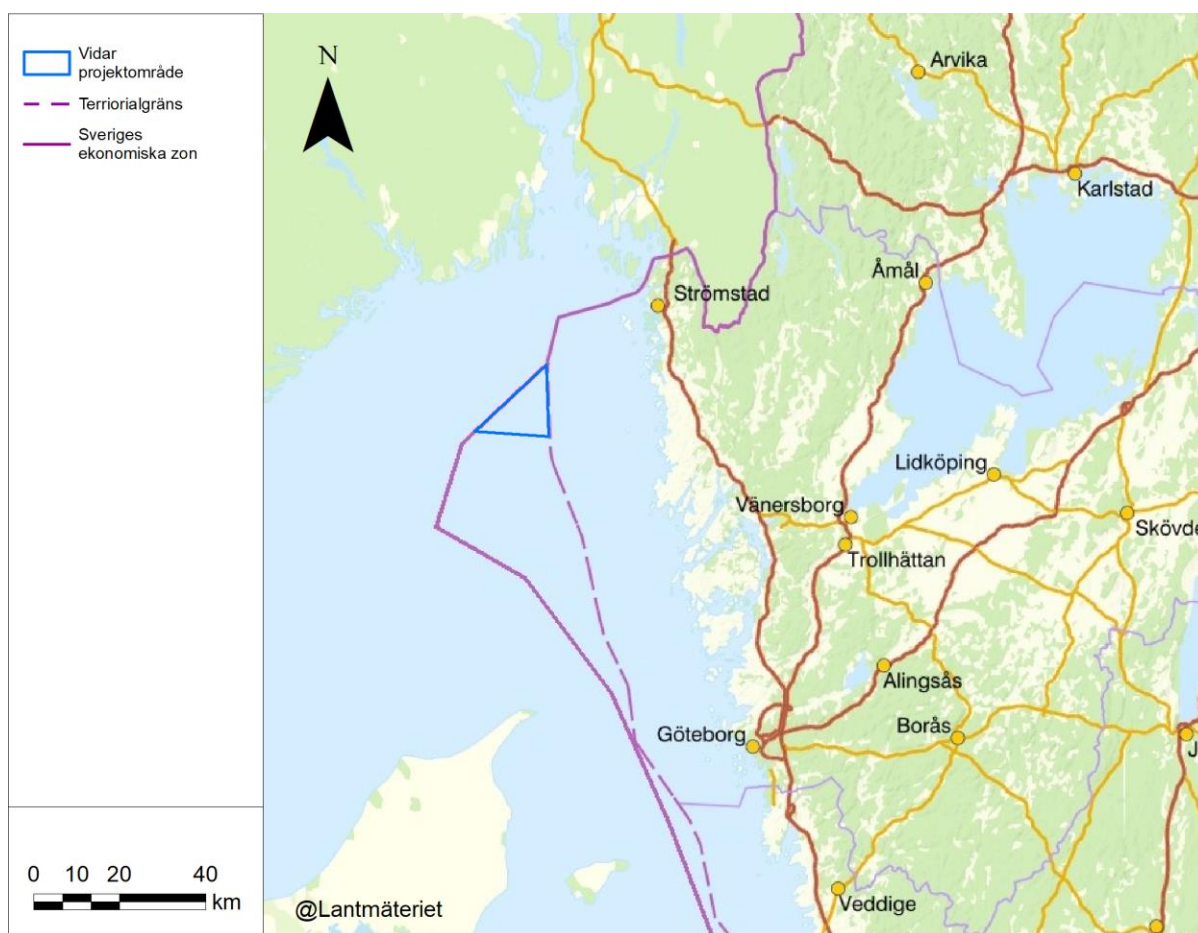 Vidar
projektområde
Terriorialgräns
Sveriges
ekonomiska zon
N
Arvika
Karlstad
Åmål
Strömstad
Lidköping
Vänersborg
Skövde
Trollhättan
Alingsås
Göteborg
Borås
J
Veddige
0 10 20 40
km
@Lantmäteriet